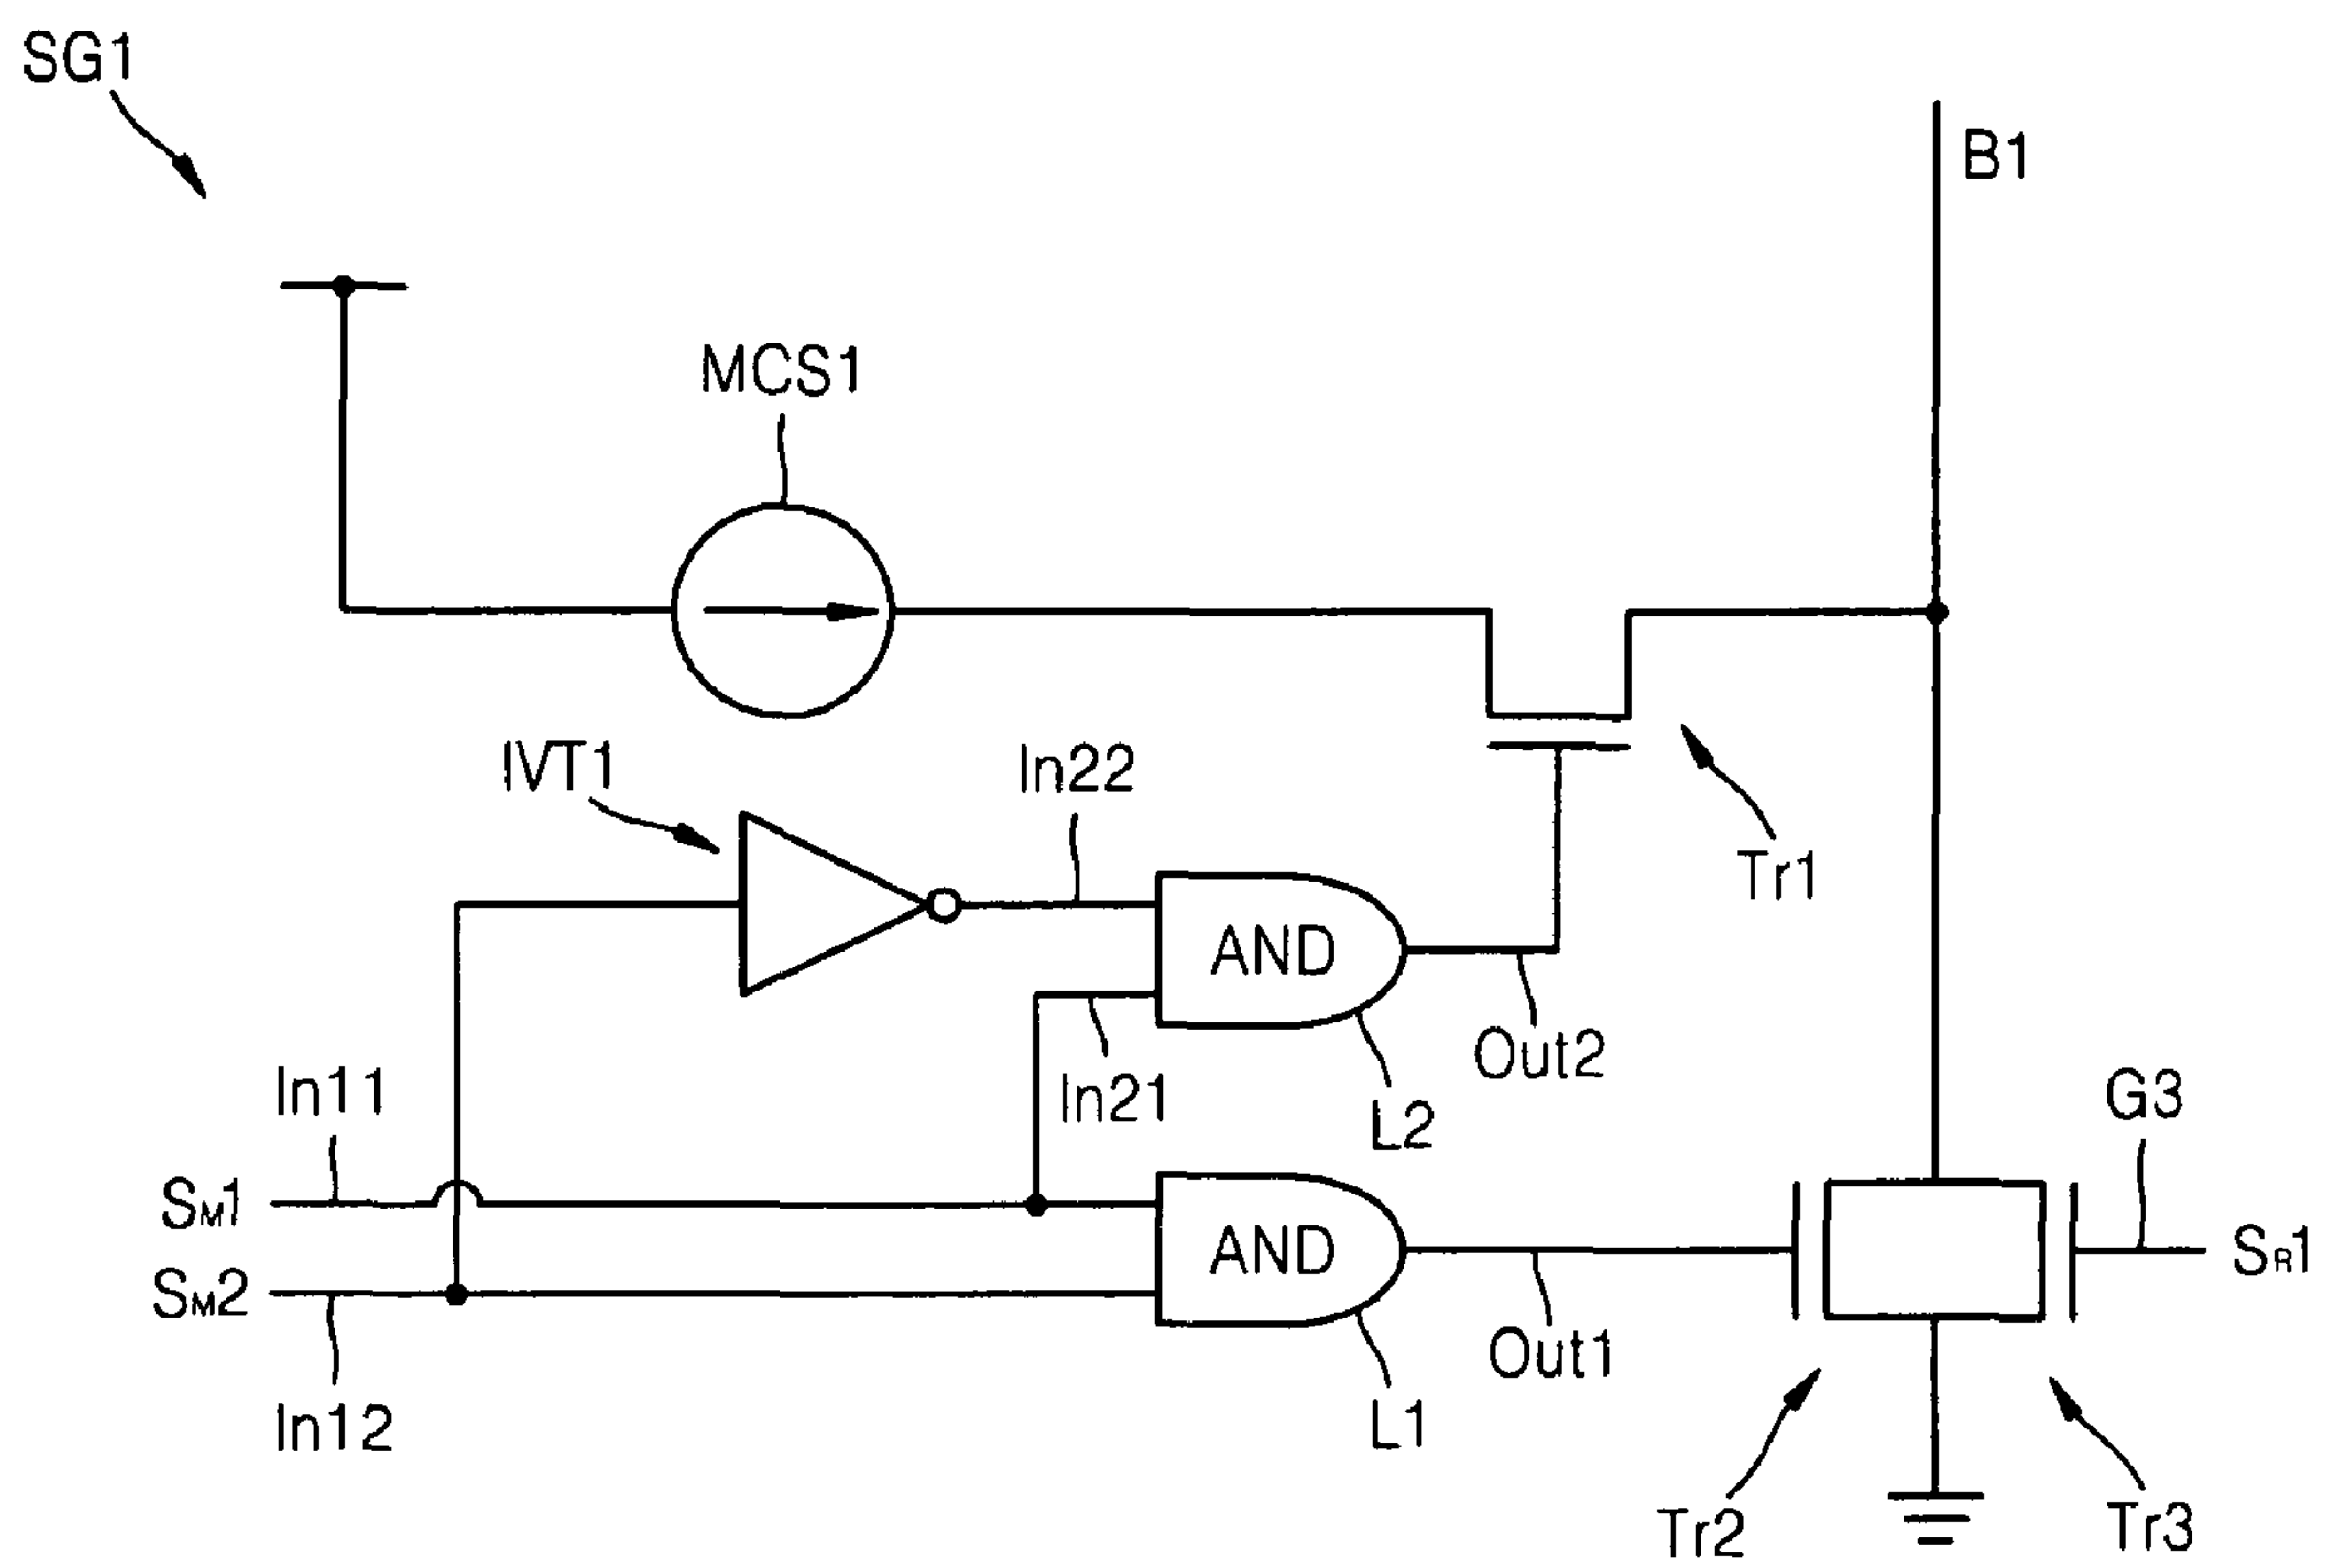 SG1
B1
MCS1
IVT1
In22
Tr1
AND
Out2
In21
L2
In11
G3
SM1
AND
SR1
SM2
Out1
In12
L1
Tr2
Tr3